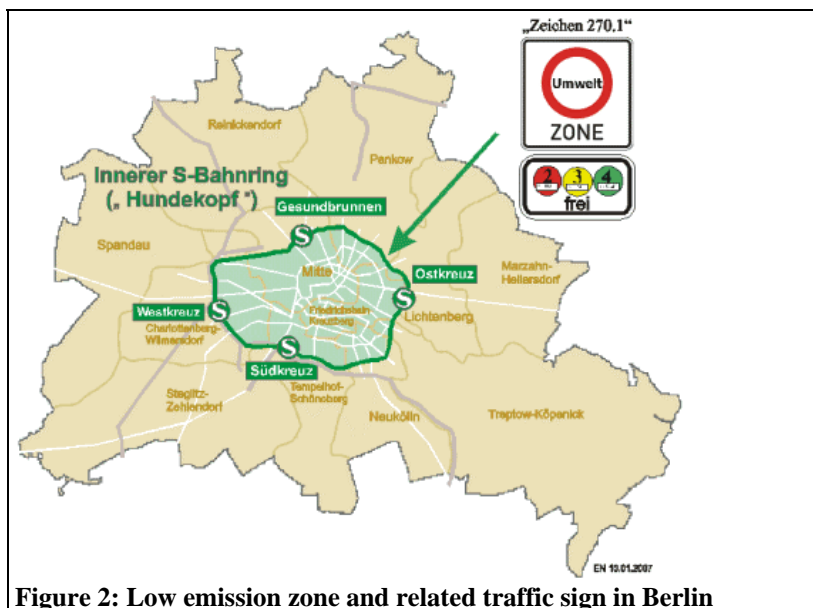 „Zeichen 270.1“
Umwelt
ZONE
2 3 4
frei
Reinickendorf
Pankow
Innerer S-Bahnring
(„ Hundekopf “)
Gesundbrunnen
S
Spandau
Mitte
Ostkreuz
Marzahn-
Hellersdorf
S
Westkreuz
S
Friedrichshain
Kreuzberg
Lichtenberg
Charlottenberg-
Wilmersdorf
S
Südkreuz
Steglitz-
Zehlendorf
Tempelhof-
Schöneberg
Neukölln
Treptow-Köpenick
EN 10.01.2007
Figure 2: Low emission zone and related traffic sign in Berlin